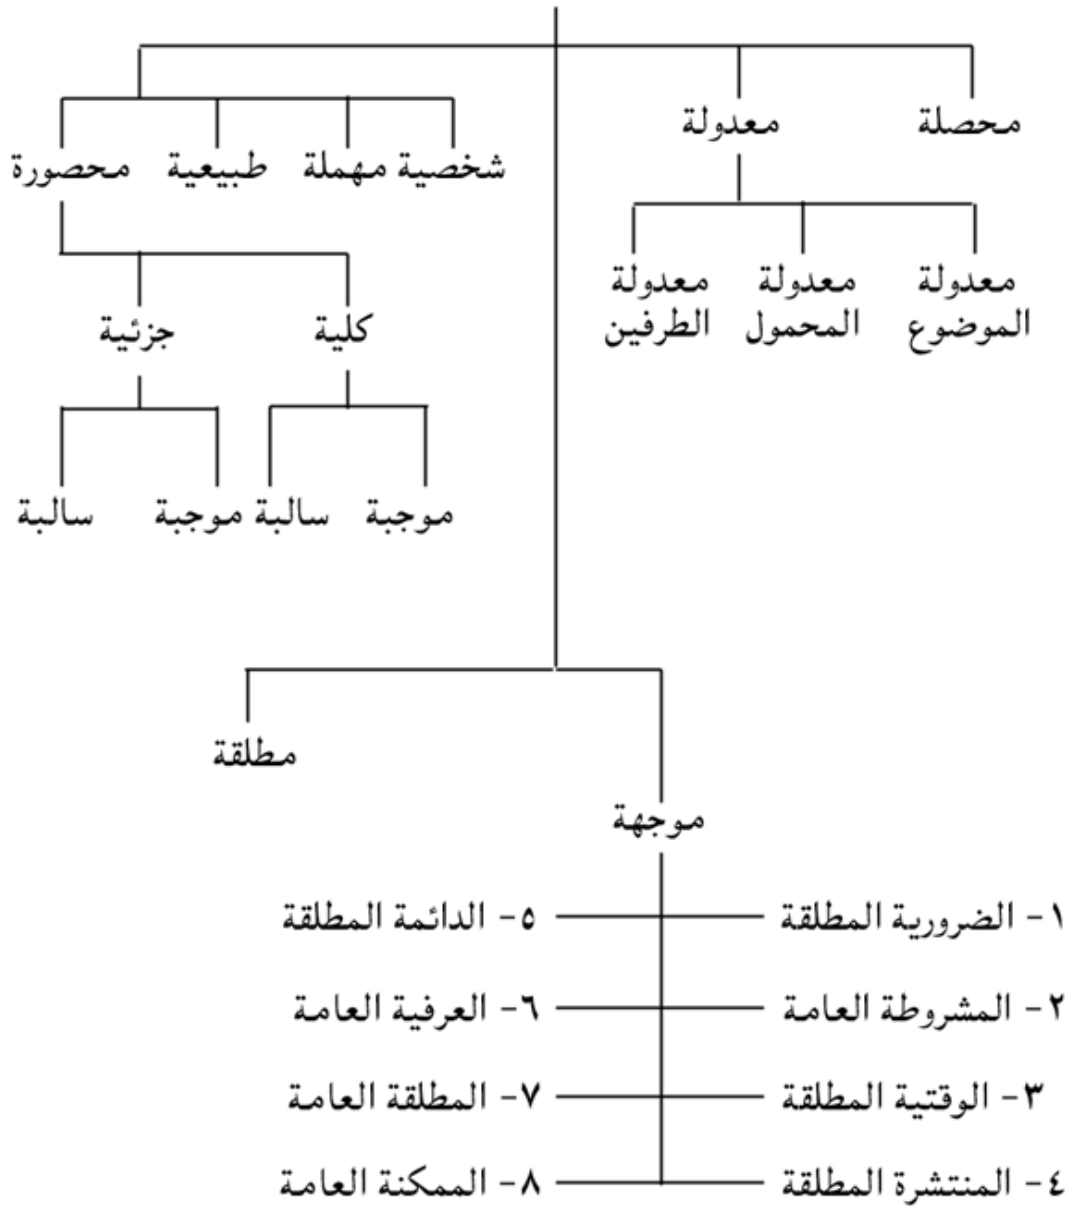 محصلة
معدولة
شخصية
مهملة
طبيعية
محصورة
معدولة
الموضوع
معدولة
المحمول
معدولة
الطرفين
كلية
جزئية
موجبة
سالبة
موجبة
سالبة
مطلقة
موجهة
١- الضرورية المطلقة
٢- المشروطة العامة
٣- الوقتية المطلقة
٤- المنتشرة المطلقة
٥- الدائمة المطلقة
٦- العرفية العامة
٧- المطلقة العامة
٨- الممكنة العامة